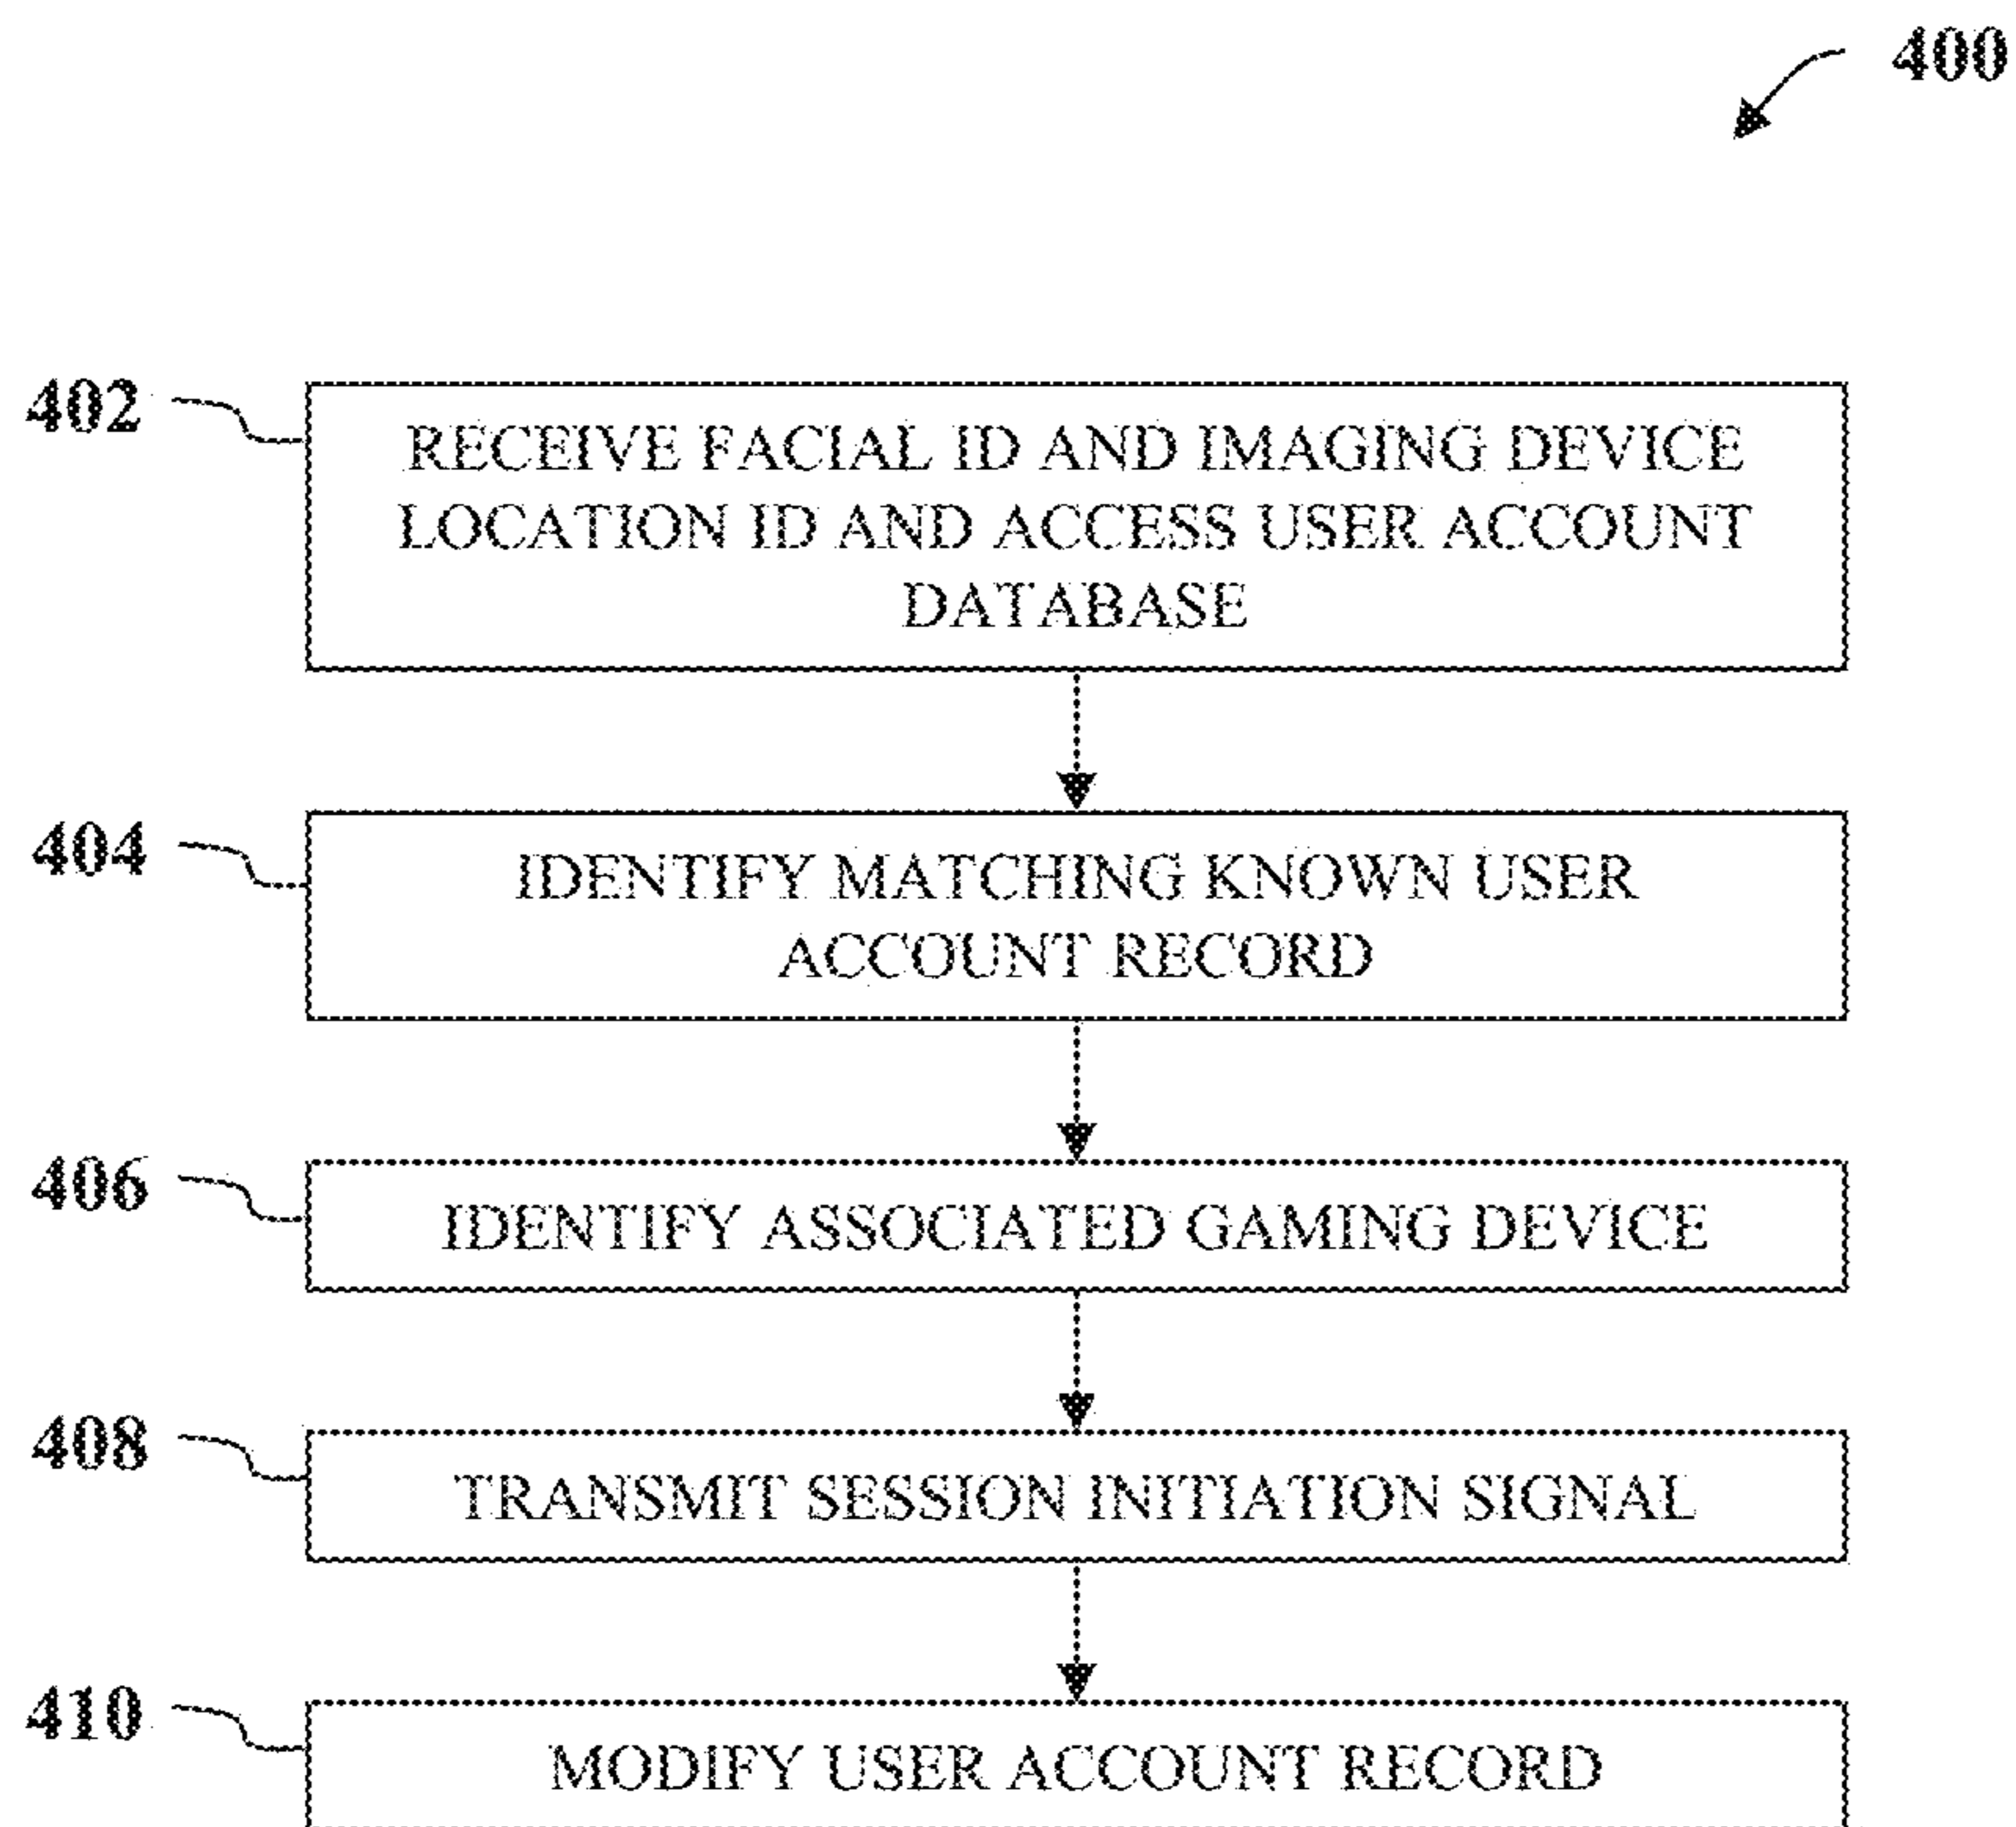 400
402
RECEIVE FACIAL ID AND IMAGING DEVICE
LOCATION ID AND ACCESS USER ACCOUNT
DATABASE
404
IDENTIFY MATCHING KNOWN USER
ACCOUNT RECORD
406
IDENTIFY ASSOCIATED GAMING DEVICE
408
TRANSMIT SESSION INITIATION SIGNAL
410
MODIFY USER ACCOUNT RECORD